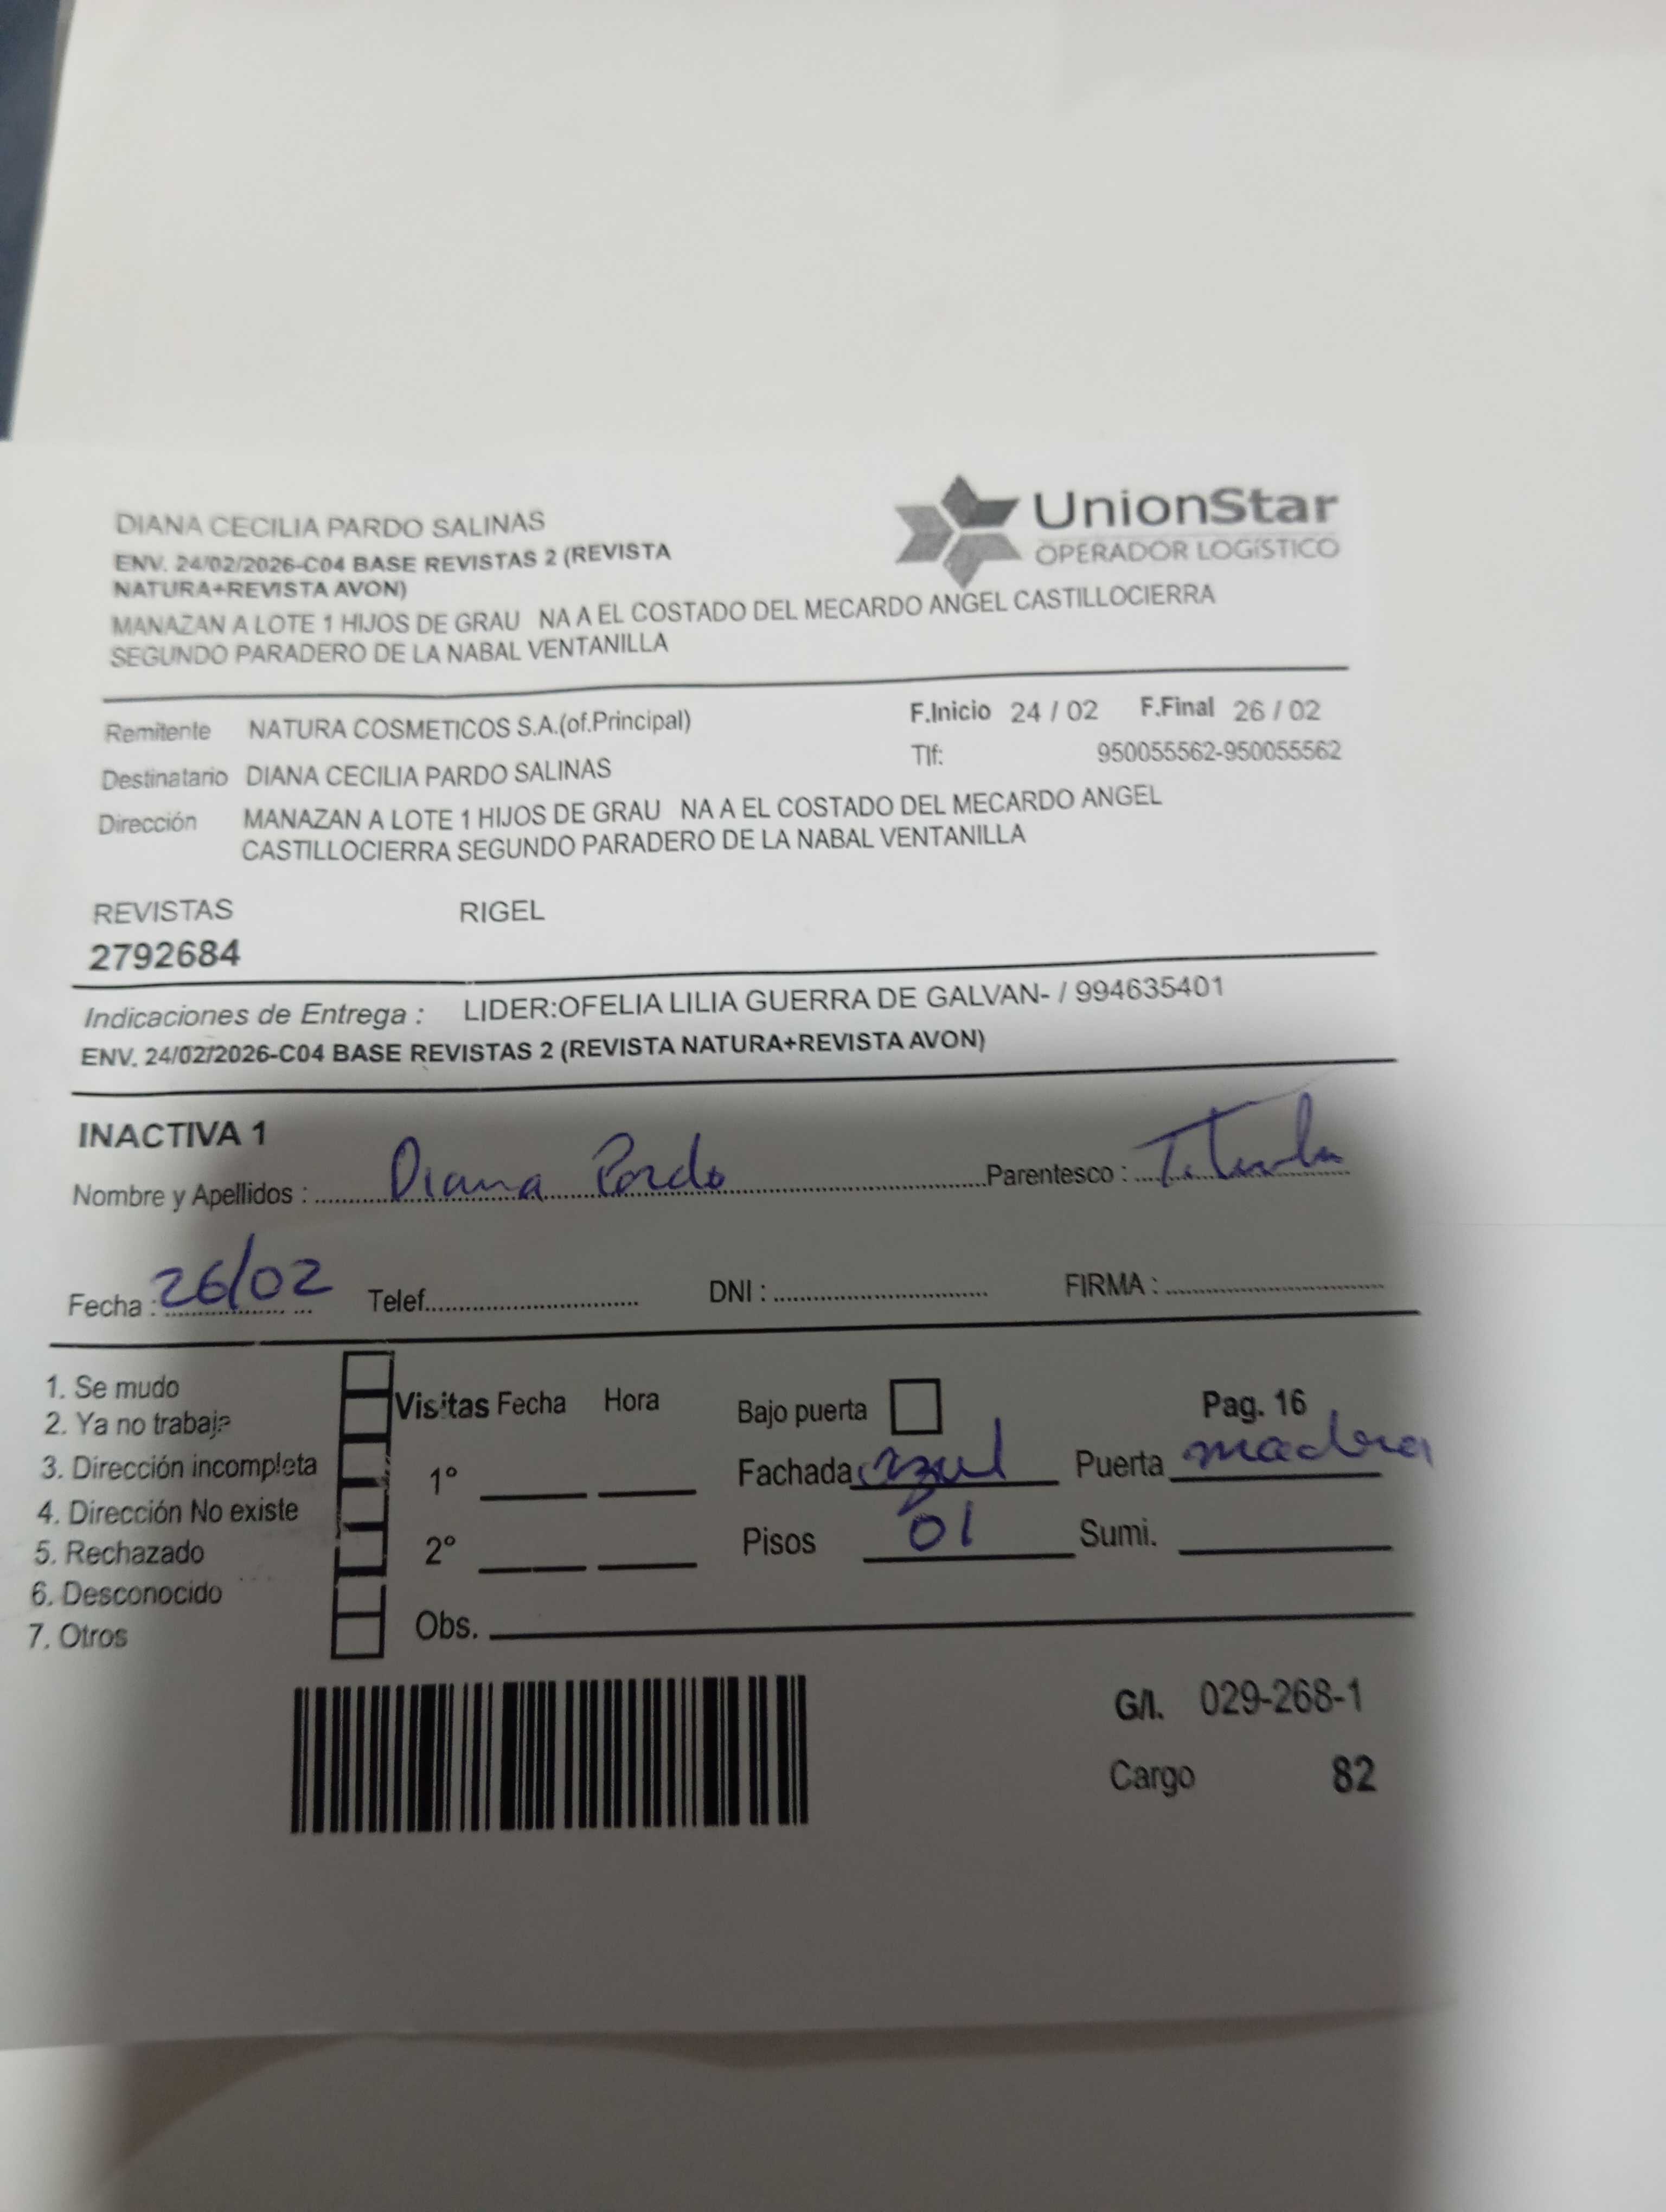 DIANA CECILIA PARDO SALINAS
ENV. 24/02/2026-C04 BASE REVISTAS 2 (REVISTA
NATURA+REVISTA AVON)
UnionStar
OPERADOR LOGÍSTICO
MANAZAN A LOTE 1 HIJOS DE GRAU NA A EL COSTADO DEL MECARDO ANGEL CASTILLOCIERRA
SEGUNDO PARADERO DE LA NABAL VENTANILLA
Remitente NATURA COSMETICOS S.A.(of.Principal) F.Inicio 24 / 02 F.Final 26 / 02
Destinatario DIANA CECILIA PARDO SALINAS Tlf: 950055562-950055562
Dirección MANAZAN A LOTE 1 HIJOS DE GRAU NA A EL COSTADO DEL MECARDO ANGEL
CASTILLOCIERRA SEGUNDO PARADERO DE LA NABAL VENTANILLA
REVISTAS RIGEL
2792684
Indicaciones de Entrega : LIDER:OFELIA LILIA GUERRA DE GALVAN- / 994635401
ENV. 24/02/2026-C04 BASE REVISTAS 2 (REVISTA NATURA+REVISTA AVON)
INACTIVA 1
Nombre y Apellidos : Diana Pardo Parentesco : Titular
Fecha : 26/02 Telef. DNI : FIRMA :
1. Se mudo
2. Ya no trabaja
3. Dirección incompleta
4. Dirección No existe
5. Rechazado
6. Desconocido
7. Otros
Visitas Fecha Hora
1°
2°
Obs.
Bajo puerta Pag. 16
Fachada azul Puerta madera
Pisos 01 Sumi.
G/l. 029-268-1
Cargo 82